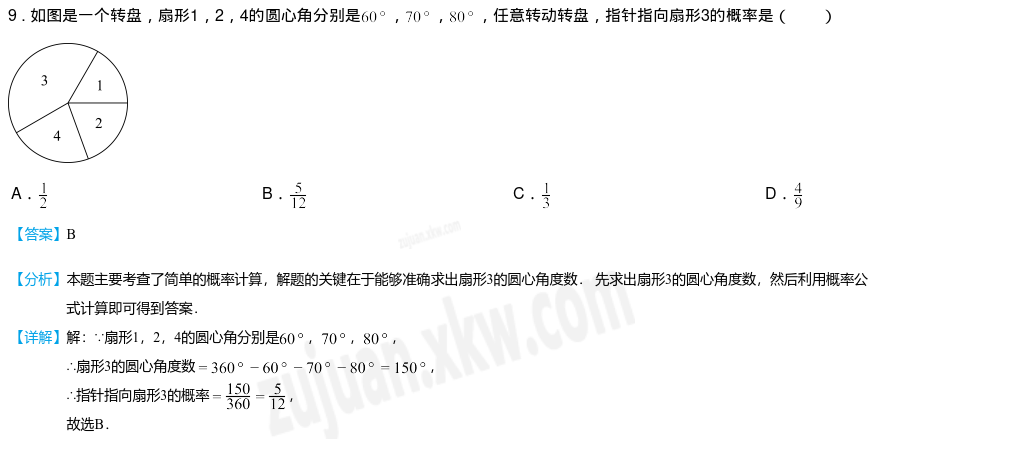 9．如图是一个转盘，扇形1，2，4的圆心角分别是60°，70°，80°，任意转动转盘，指针指向扇形3的概率是（　　）
3
1
2
4
A．1/2　B．5/12　C．1/3　D．4/9
【答案】B
【分析】本题主要考查了简单的概率计算，解题的关键在于能够准确求出扇形3的圆心角度数．先求出扇形3的圆心角度数，然后利用概率公
式计算即可得到答案．
【详解】解：∵扇形1，2，4的圆心角分别是60°，70°，80°，
∴扇形3的圆心角度数＝360°－60°－70°－80°＝150°，
∴指针指向扇形3的概率＝150/360＝5/12，
故选B．
zujuan.xkw.com
zujuan.xkw.com